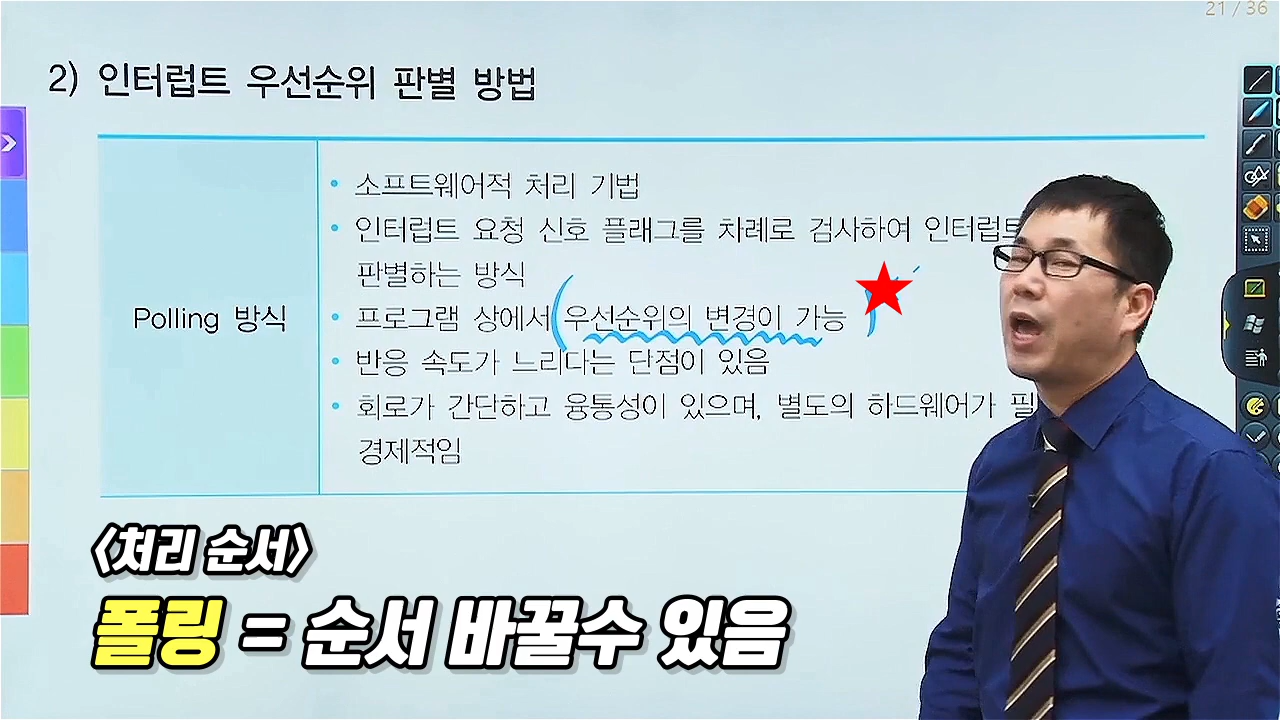 21 / 36
2) 인터럽트 우선순위 판별 방법
Polling 방식
• 소프트웨어적 처리 기법
• 인터럽트 요청 신호 플래그를 차례로 검사하여 인터럽트
판별하는 방식
• 프로그램 상에서 우선순위의 변경이 가능
• 반응 속도가 느리다는 단점이 있음
• 회로가 간단하고 융통성이 있으며, 별도의 하드웨어가
경제적임
<처리 순서>
폴링 = 순서 바꿀수 있음